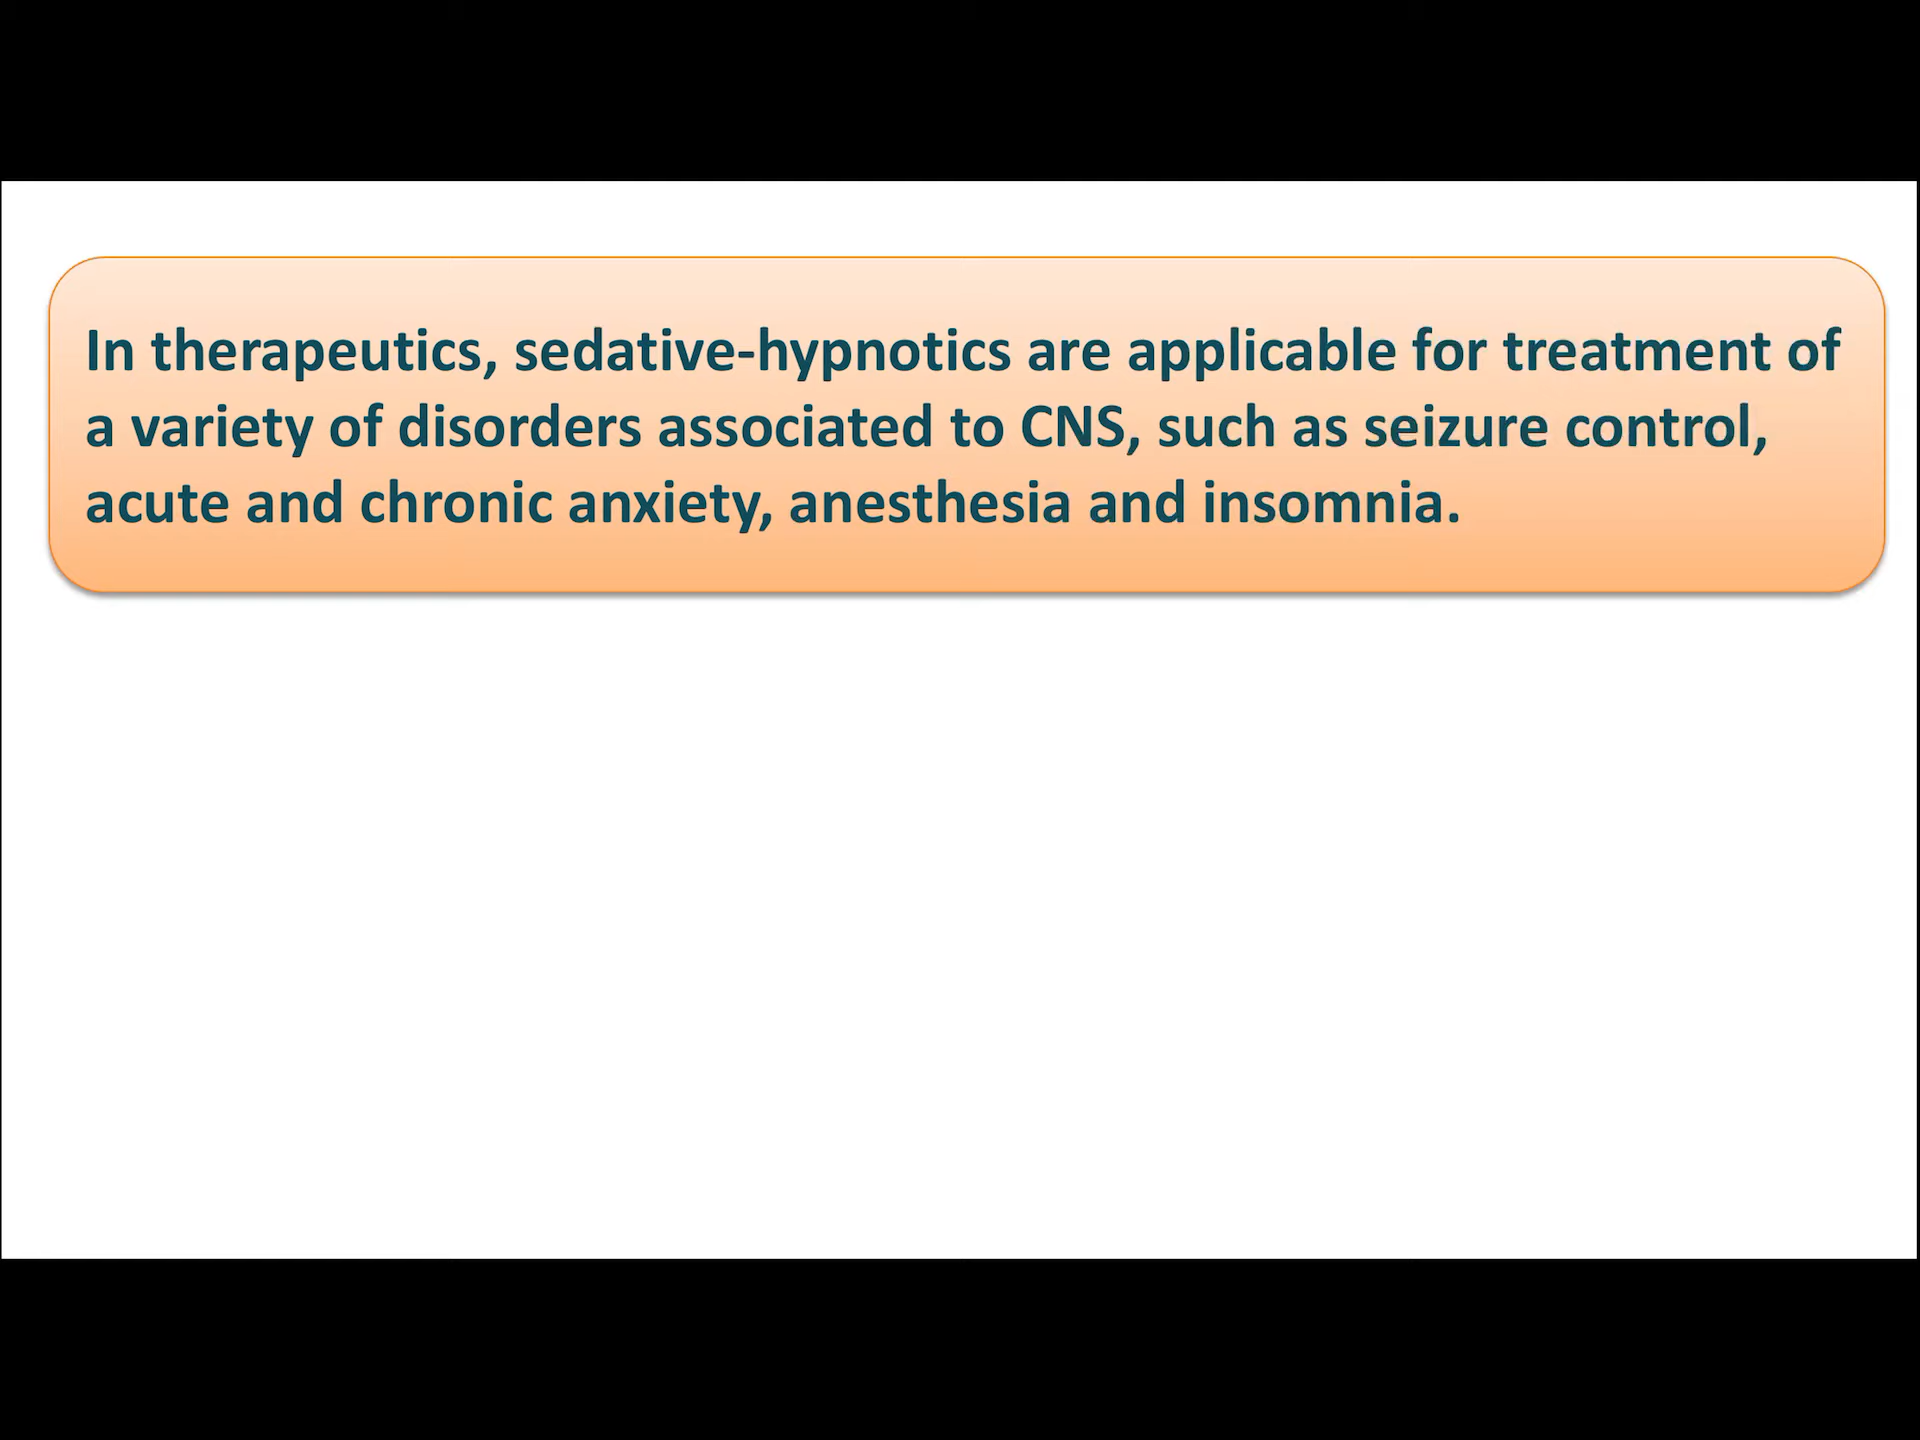 In therapeutics, sedative-hypnotics are applicable for treatment of
a variety of disorders associated to CNS, such as seizure control,
acute and chronic anxiety, anesthesia and insomnia.